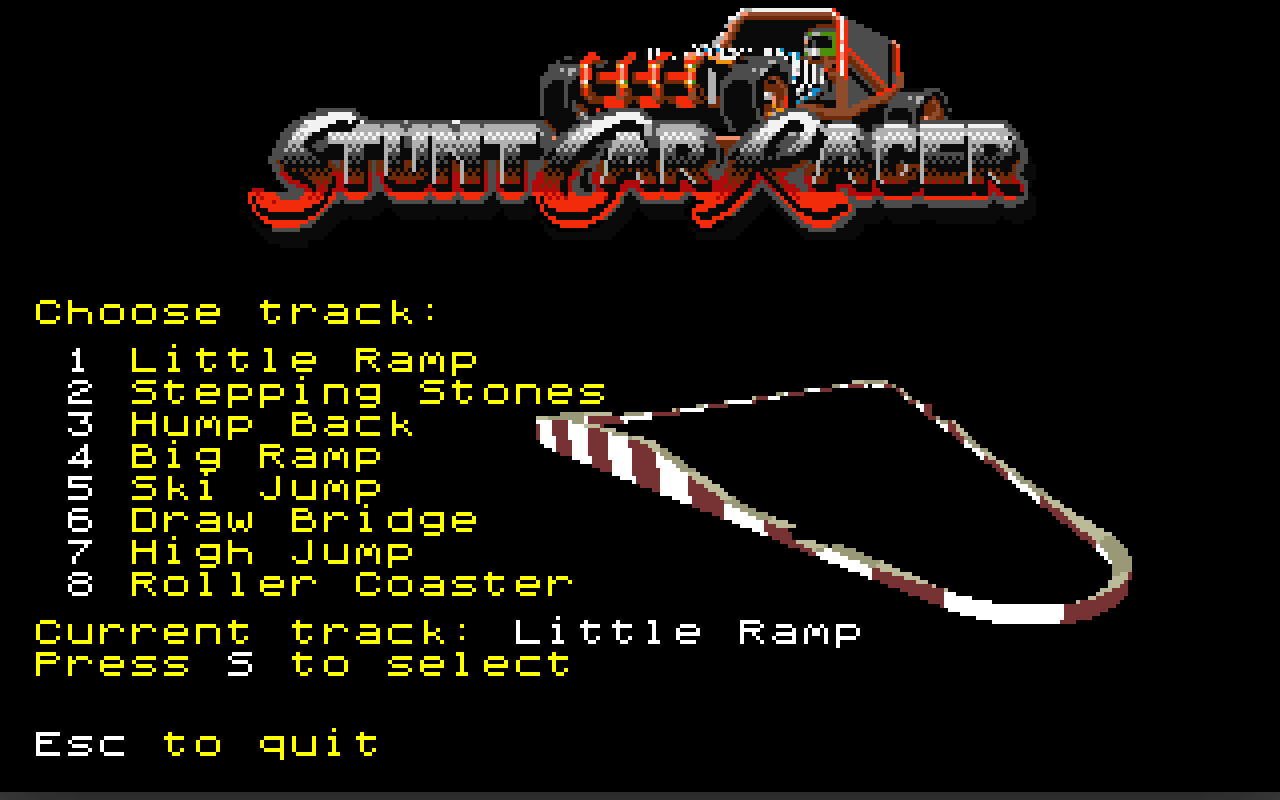 STUNT CAR RACER
Choose track:
1 Little Ramp
2 Stepping Stones
3 Hump Back
4 Big Ramp
5 Ski Jump
6 Draw Bridge
7 High Jump
8 Roller Coaster
Current track: Little Ramp
Press S to select
Esc to quit